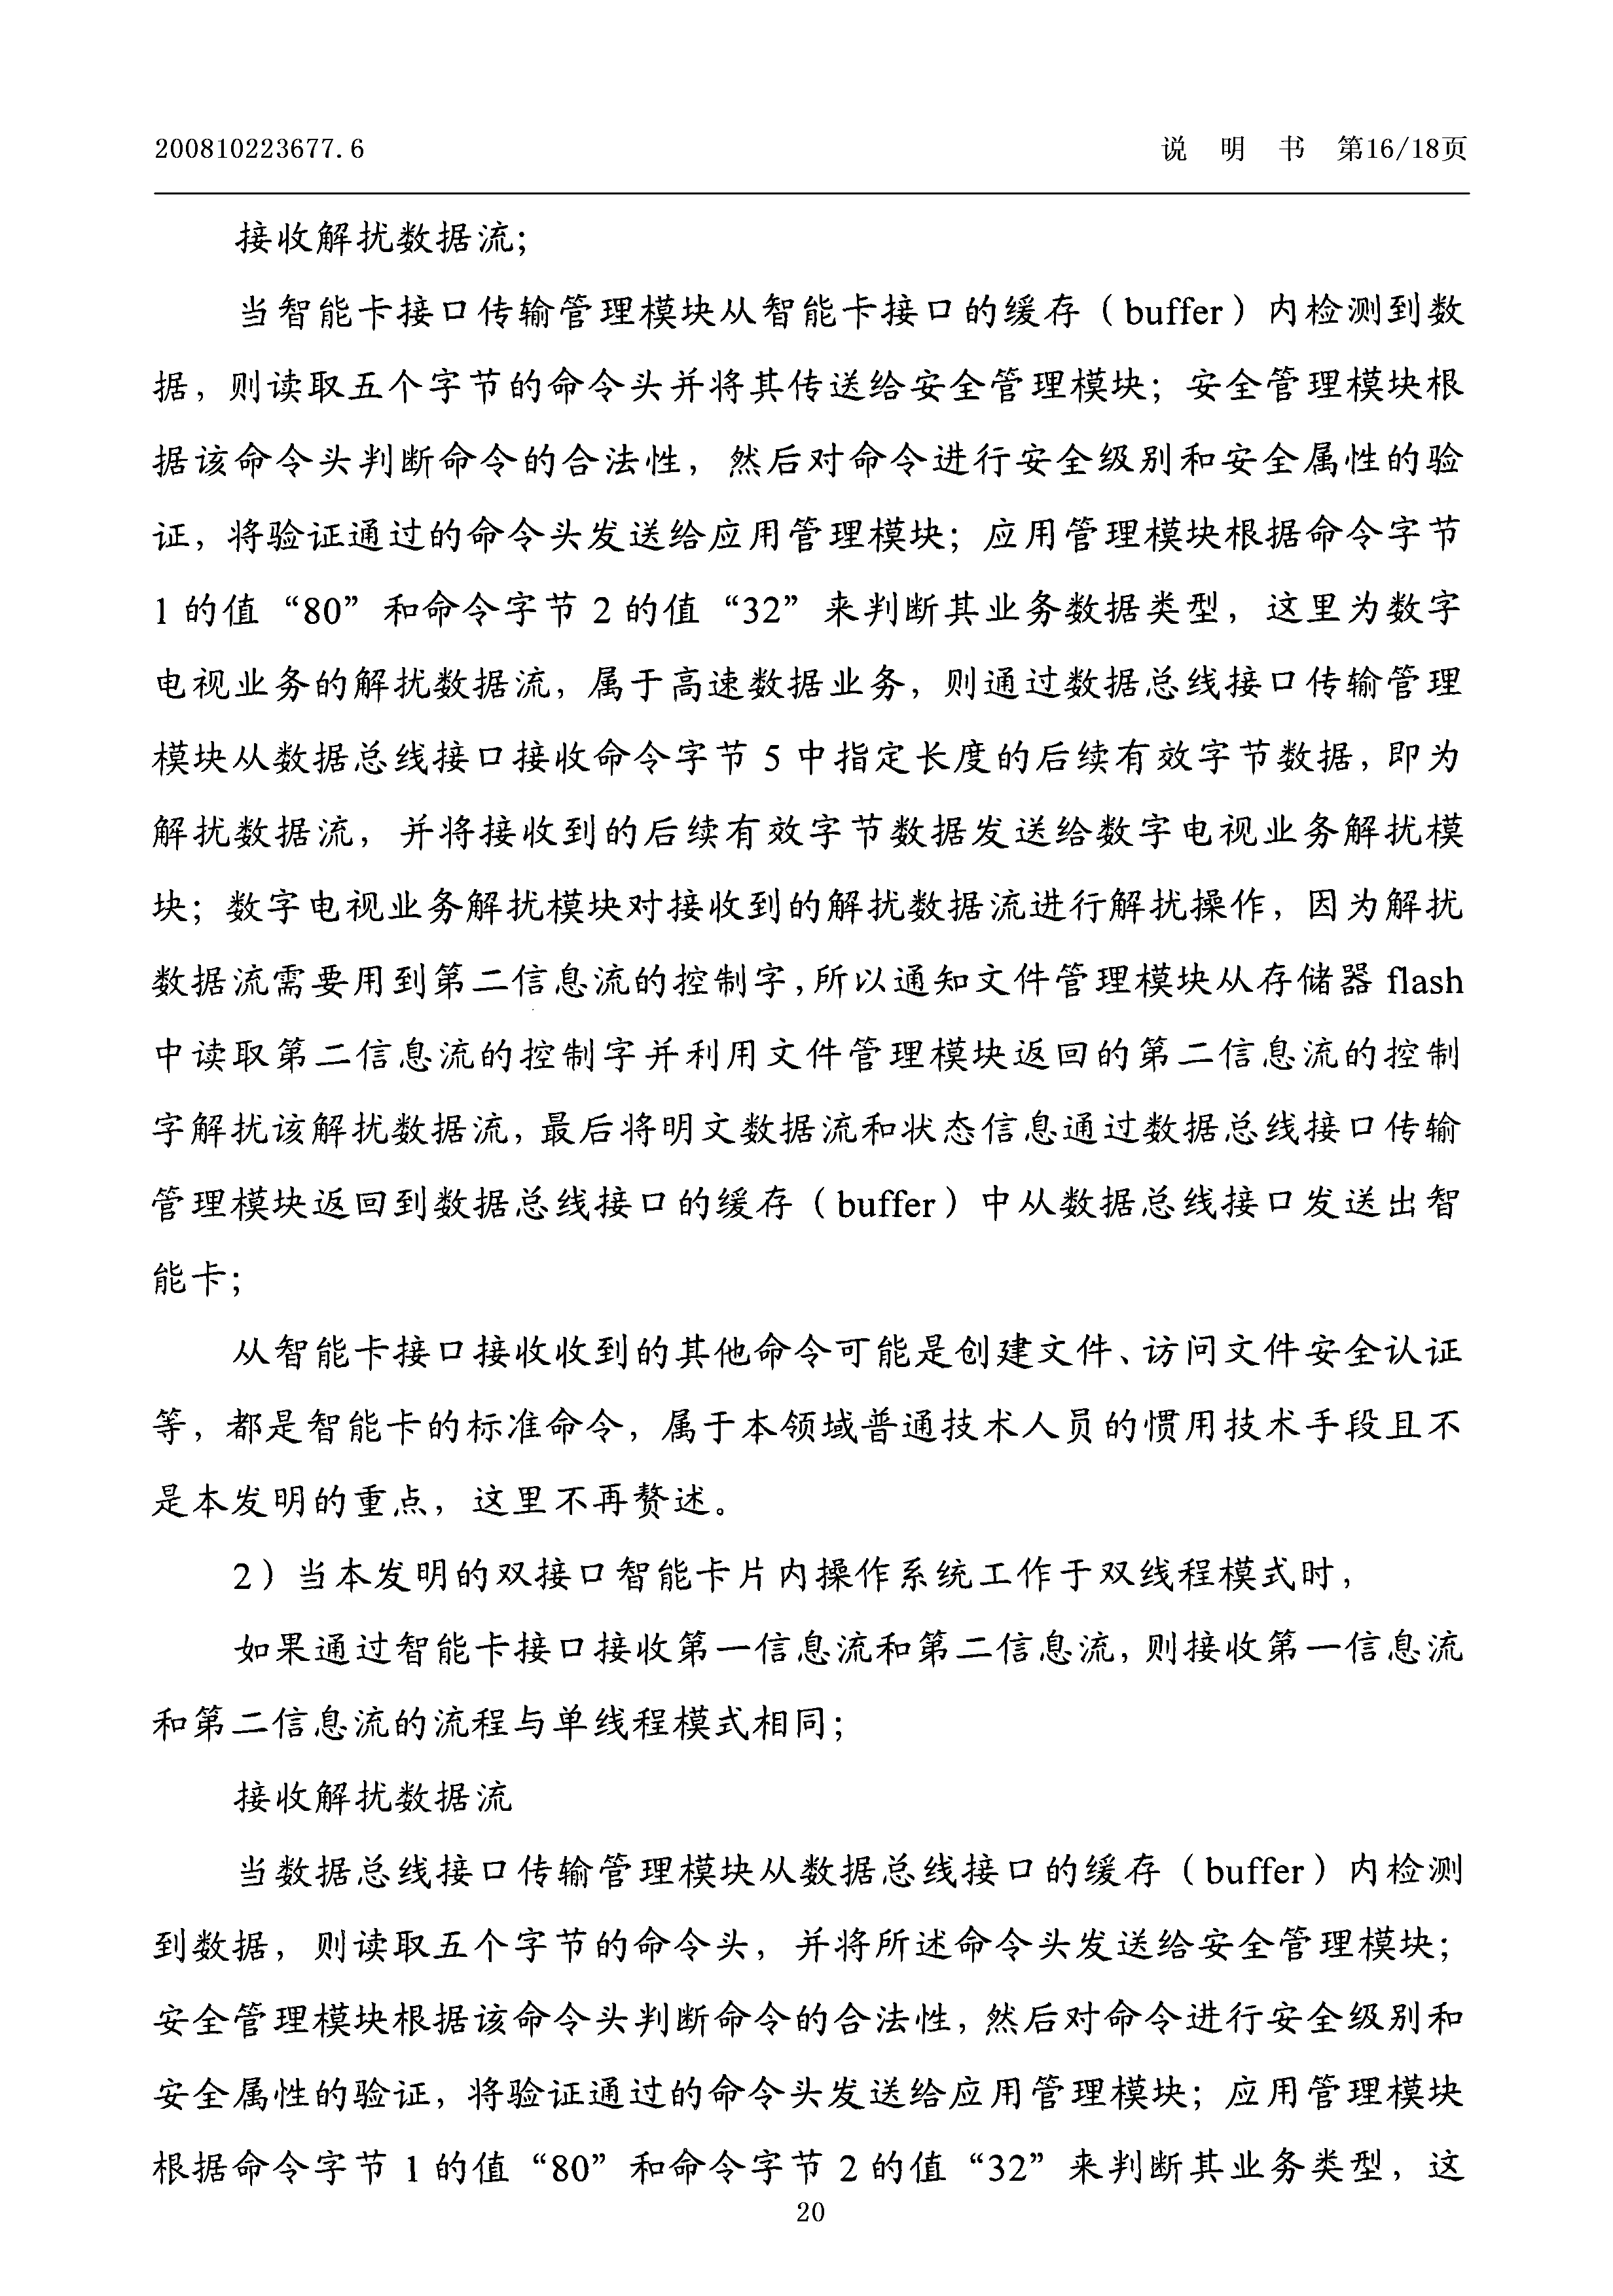 200810223677.6
说 明 书 第16/18页
接收解扰数据流；
当智能卡接口传输管理模块从智能卡接口的缓存（buffer）内检测到数
据，则读取五个字节的命令头并将其传送给安全管理模块；安全管理模块根
据该命令头判断命令的合法性，然后对命令进行安全级别和安全属性的验
证，将验证通过的命令头发送给应用管理模块；应用管理模块根据命令字节
1 的值“80”和命令字节 2 的值“32”来判断其业务数据类型，这里为数字
电视业务的解扰数据流，属于高速数据业务，则通过数据总线接口传输管理
模块从数据总线接口接收命令字节 5 中指定长度的后续有效字节数据，即为
解扰数据流，并将接收到的后续有效字节数据发送给数字电视业务解扰模
块；数字电视业务解扰模块对接收到的解扰数据流进行解扰操作，因为解扰
数据流需要用到第二信息流的控制字，所以通知文件管理模块从存储器 flash
中读取第二信息流的控制字并利用文件管理模块返回的第二信息流的控制
字解扰该解扰数据流，最后将明文数据流和状态信息通过数据总线接口传输
管理模块返回到数据总线接口的缓存（buffer）中从数据总线接口发送出智
能卡；
从智能卡接口接收收到的其他命令可能是创建文件、访问文件安全认证
等，都是智能卡的标准命令，属于本领域普通技术人员的惯用技术手段且不
是本发明的重点，这里不再赘述。
2）当本发明的双接口智能卡片内操作系统工作于双线程模式时，
如果通过智能卡接口接收第一信息流和第二信息流，则接收第一信息流
和第二信息流的流程与单线程模式相同；
接收解扰数据流
当数据总线接口传输管理模块从数据总线接口的缓存（buffer）内检测
到数据，则读取五个字节的命令头，并将所述命令头发送给安全管理模块；
安全管理模块根据该命令头判断命令的合法性，然后对命令进行安全级别和
安全属性的验证，将验证通过的命令头发送给应用管理模块；应用管理模块
根据命令字节 1 的值“80”和命令字节 2 的值“32”来判断其业务类型，这
20